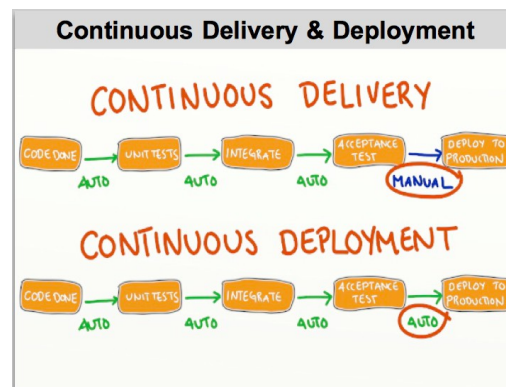 Continuous Delivery & Deployment
CONTINUOUS DELIVERY
CODE DONE
UNIT TESTS
INTEGRATE
ACCEPTANCE
TEST
DEPLOY TO
PRODUCTION
AUTO
AUTO
AUTO
MANUAL
CONTINUOUS DEPLOYMENT
CODE DONE
UNIT TESTS
INTEGRATE
ACCEPTANCE
TEST
DEPLOY TO
PRODUCTION
AUTO
AUTO
AUTO
AUTO